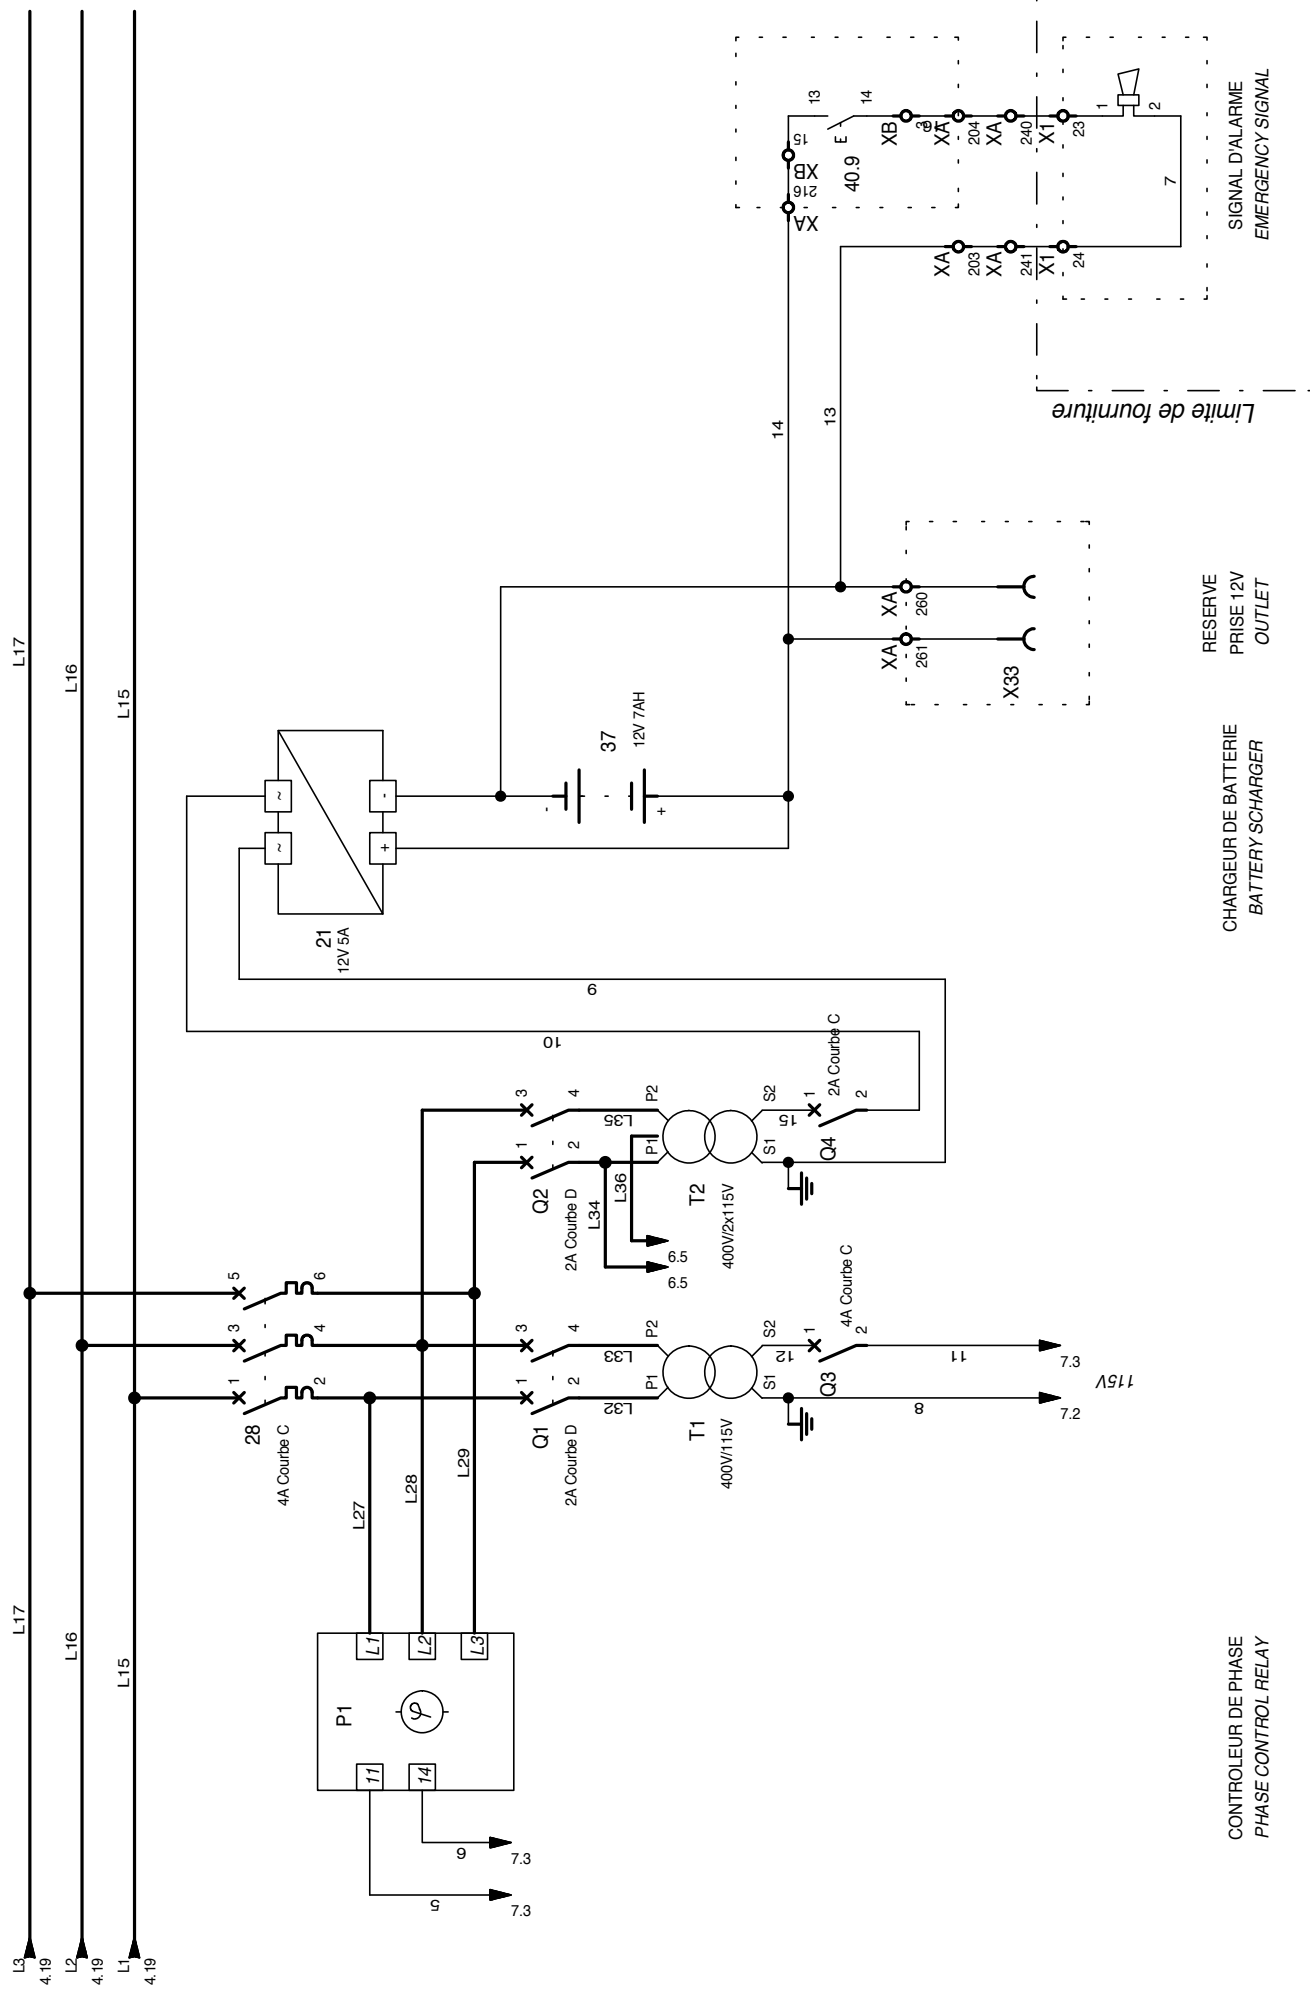 L3
4.19
L2
4.19
L1
4.19
L17
L16
L15
L17
L16
L15
5
7.3
6
7.3
11
14
P1
φ
L1
L2
L3
CONTROLEUR DE PHASE
PHASE CONTROL RELAY
L27
L28
L29
28
4A Courbe C
1
2
3
4
5
6
Q1
2A Courbe D
1
2
3
4
L32
L33
P1
P2
T1
400V/115V
S1
S2
12
Q3
4A Courbe C
1
2
8
11
7.2
7.3
115V
Q2
2A Courbe D
1
2
3
4
L34
L36
L35
6.5
6.5
P1
P2
T2
400V/2x115V
S1
S2
15
Q4
2A Courbe C
1
2
10
9
21
12V 5A
~
~
+
-
-
+
37
12V 7AH
CHARGEUR DE BATTERIE
BATTERY SCHARGER
XA
261
XA
260
X33
RESERVE
PRISE 12V
OUTLET
14
13
Limite de fourniture
XA
216
XB
15
13
14
E
40.9
XB
3
16
XA
204
XA
240
X1
23
XA
203
XA
241
X1
24
1
2
7
SIGNAL D'ALARME
EMERGENCY SIGNAL